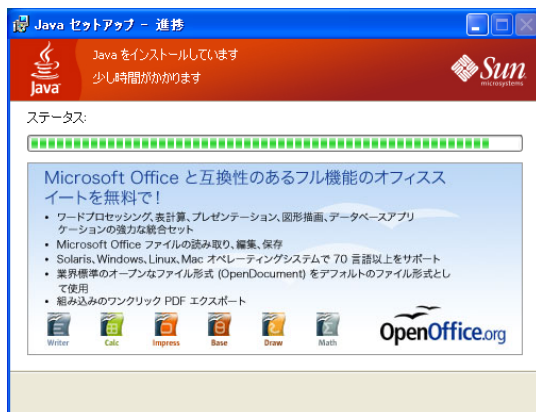 Java セットアップ - 進捗
Java をインストールしています
少し時間がかかります
Java
Sun
microsystems
ステータス:
Microsoft Office と互換性のあるフル機能のオフィスス
イートを無料で!
• ワードプロセッシング、表計算、プレゼンテーション、図形描画、データベースアプリ
ケーションの強力な統合セット
• Microsoft Office ファイルの読み取り、編集、保存
• Solaris、Windows、Linux、Mac オペレーティングシステムで 70 言語以上をサポート
• 業界標準のオープンなファイル形式 (OpenDocument) をデフォルトのファイル形式とし
て使用
• 組み込みのワンクリック PDF エクスポート
Writer Calc Impress Base Draw Math
OpenOffice.org